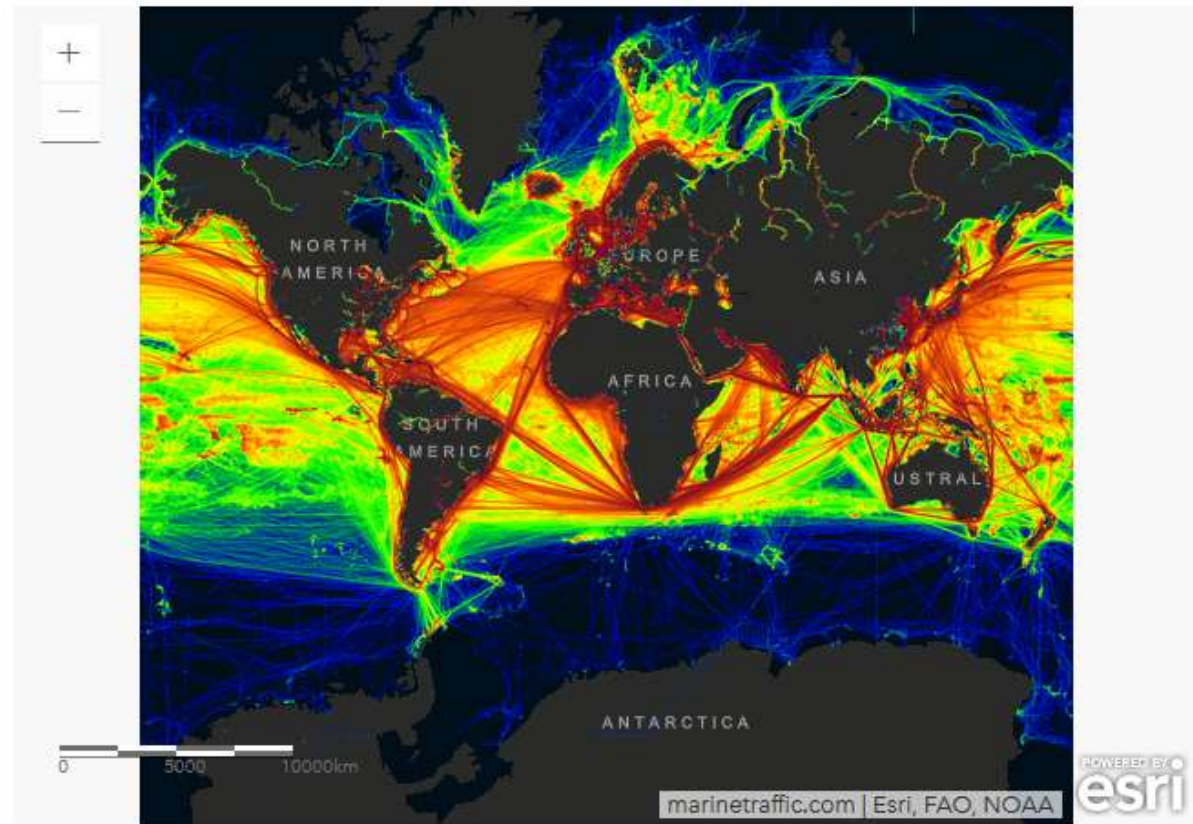 +
−
NORTH
AMERICA
UROPE
ASIA
AFRICA
SOUTH
AMERICA
USTRAL
ANTARCTICA
0 5000 10000km
marinetraffic.com | Esri, FAO, NOAA
POWERED BY
esri